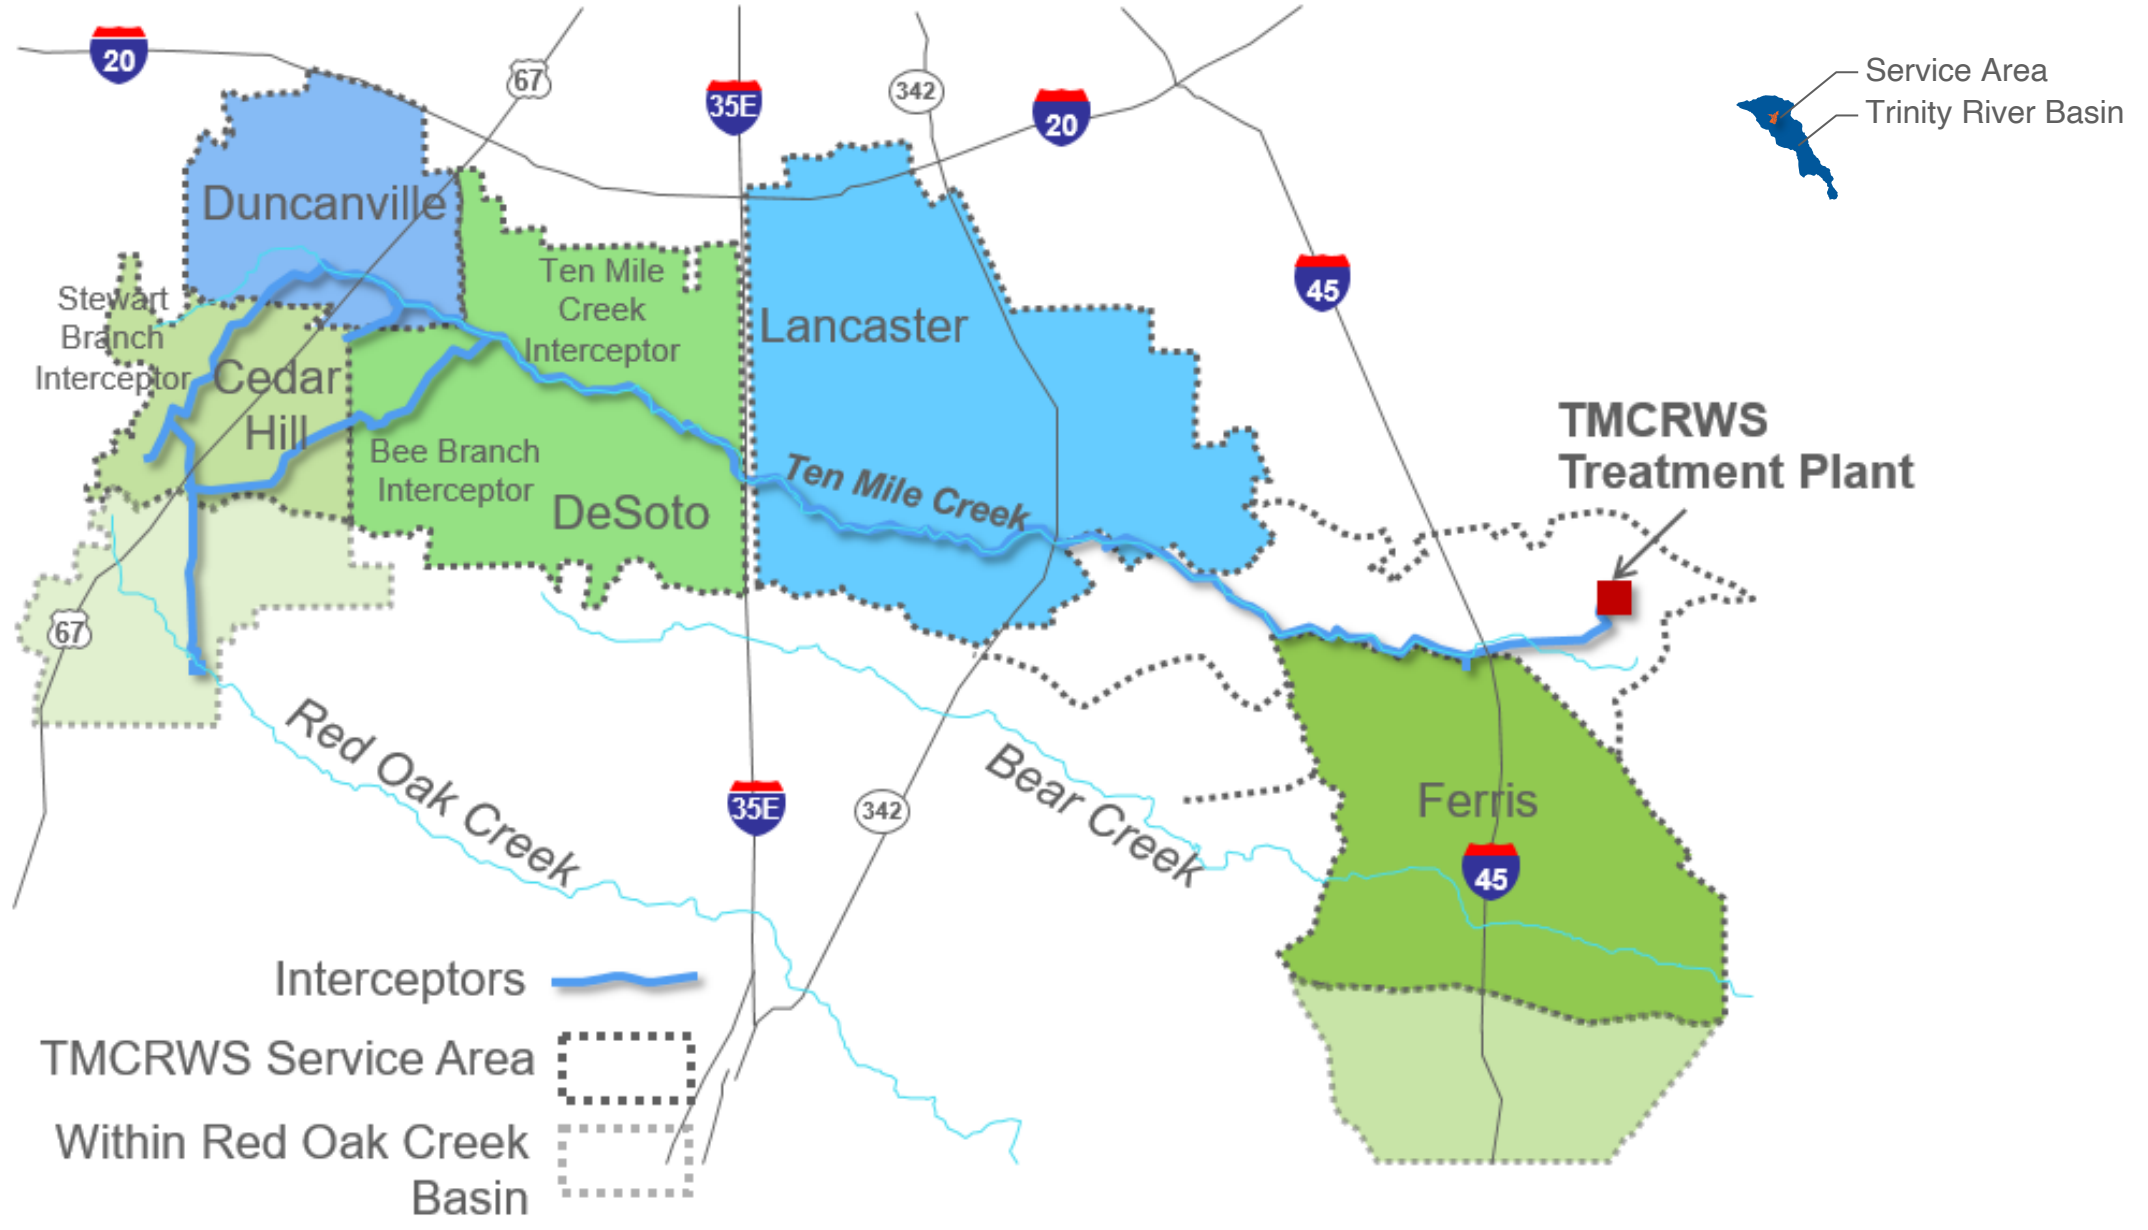 20
67
35E
342
20
Service Area
Trinity River Basin
Duncanville
Ten Mile
Creek
Interceptor
45
Stewart
Branch
Interceptor
Lancaster
Cedar
Hill
TMCRWS
Treatment Plant
Bee Branch
Interceptor
DeSoto
Ten Mile Creek
67
Red Oak Creek
Bear Creek
35E
342
Ferris
45
Interceptors
TMCRWS Service Area
Within Red Oak Creek
Basin